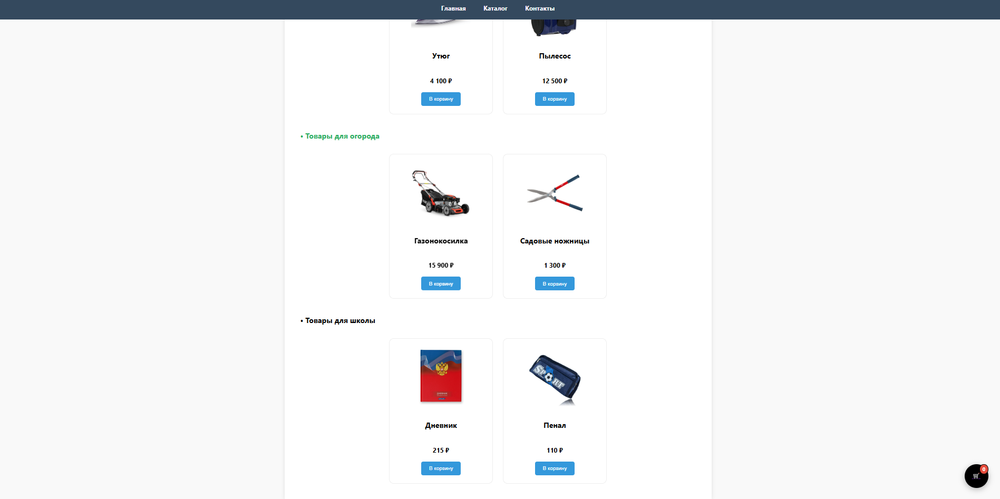 Главная Каталог Контакты
Утюг Пылесос
4 100 ₽ 12 500 ₽
В корзину В корзину
• Товары для огорода
Газонокосилка Садовые ножницы
15 900 ₽ 1 300 ₽
В корзину В корзину
• Товары для школы
SPORT
ДНЕВНИК
Дневник Пенал
215 ₽ 110 ₽
В корзину В корзину
0